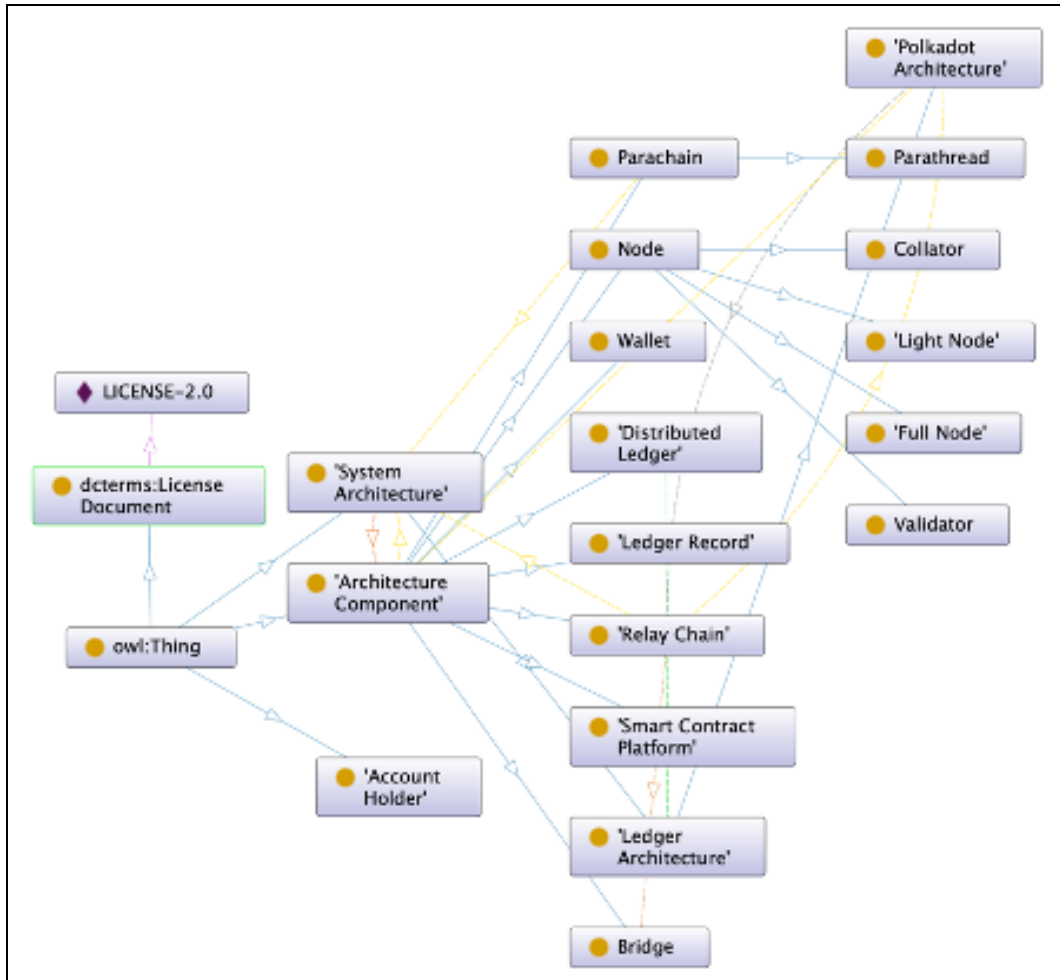 'Polkadot
Architecture'
Parachain
Parathread
Node
Collator
Wallet
'Light Node'
LICENSE-2.0
'Distributed
Ledger'
'Full Node'
'System
Architecture'
dcterms:License
Document
'Ledger Record'
Validator
'Architecture
Component'
owl:Thing
'Relay Chain'
'Smart Contract
Platform'
'Account
Holder'
'Ledger
Architecture'
Bridge